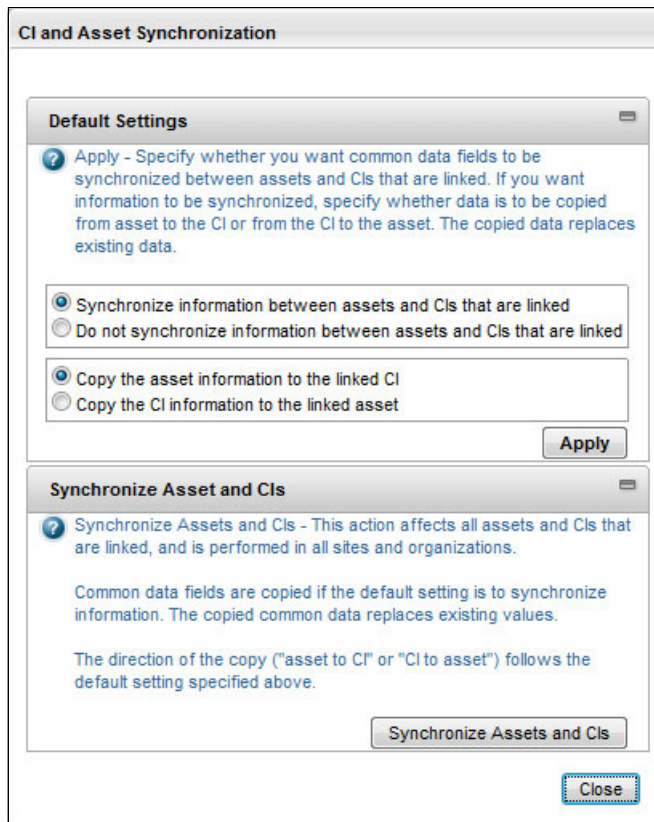 CI and Asset Synchronization
Default Settings
Apply - Specify whether you want common data fields to be
synchronized between assets and CIs that are linked. If you want
information to be synchronized, specify whether data is to be copied
from asset to the CI or from the CI to the asset. The copied data replaces
existing data.
Synchronize information between assets and CIs that are linked
Do not synchronize information between assets and CIs that are linked
Copy the asset information to the linked CI
Copy the CI information to the linked asset
Apply
Synchronize Asset and CIs
Synchronize Assets and CIs - This action affects all assets and CIs that
are linked, and is performed in all sites and organizations.
Common data fields are copied if the default setting is to synchronize
information. The copied common data replaces existing values.
The direction of the copy ("asset to CI" or "CI to asset") follows the
default setting specified above.
Synchronize Assets and CIs
Close